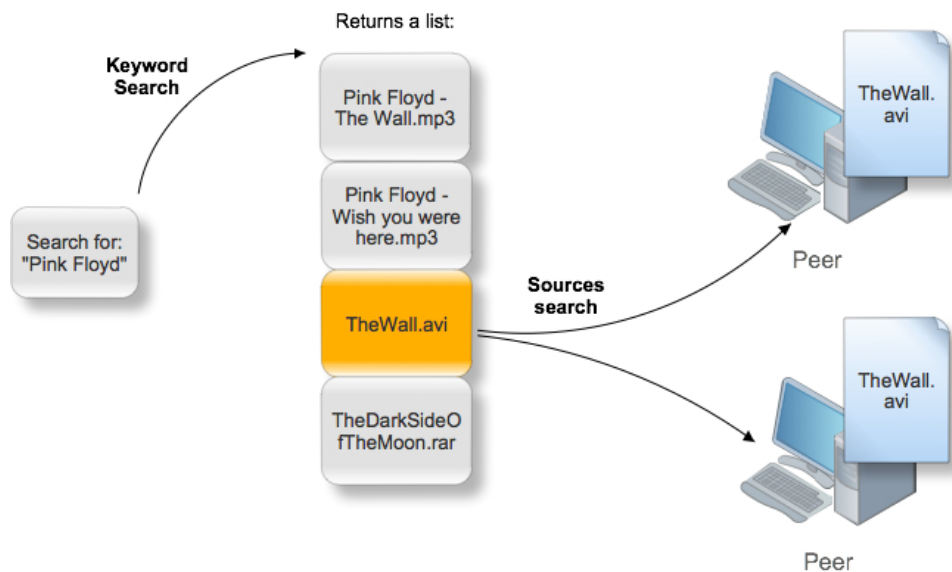 Returns a list:
Keyword
Search
Pink Floyd -
The Wall.mp3
TheWall.
avi
Pink Floyd -
Wish you were
here.mp3
Search for:
"Pink Floyd"
Peer
Sources
search
TheWall.avi
TheWall.
avi
TheDarkSideO
fTheMoon.rar
Peer